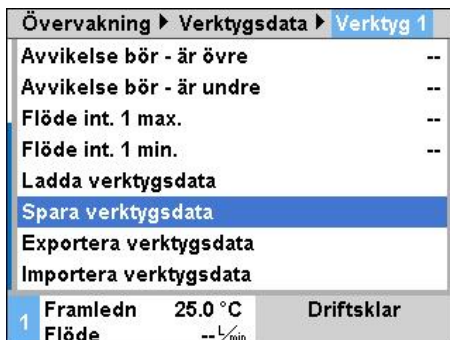 Övervakning ▶ Verktygsdata ▶ Verktyg 1
Avvikelse bör - är övre --
Avvikelse bör - är undre --
Flöde int. 1 max. --
Flöde int. 1 min. --
Ladda verktygsdata
Spara verktygsdata
Exportera verktygsdata
Importera verktygsdata
1 Framledn 25.0 °C Driftsklar
Flöde -- L/min